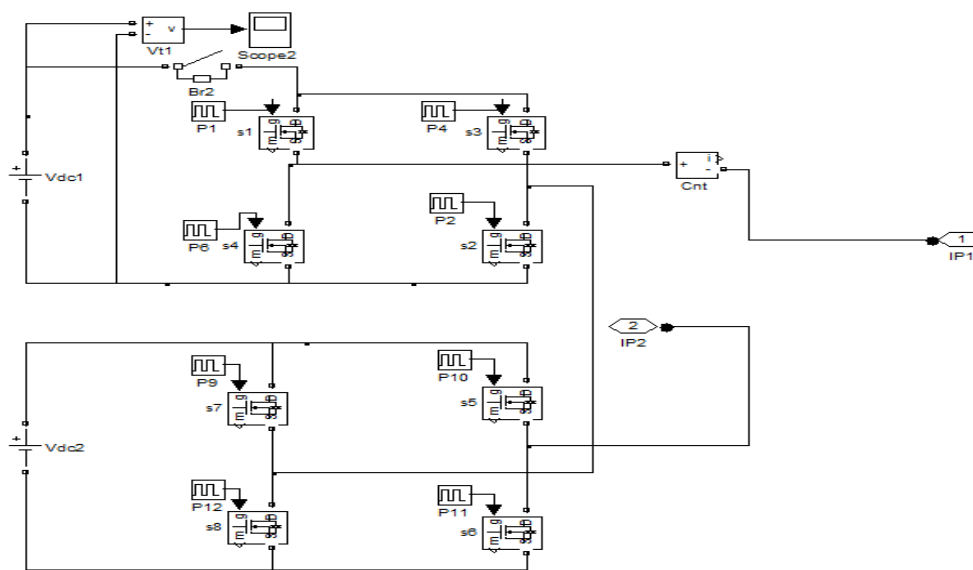 +
-
v
Vt1
Scope2
Br2
P1
s1
g
m
D
S
P4
s3
g
m
D
S
+
Vdc1
+
-
i
Cnt
P6
s4
g
m
D
S
P2
s2
g
m
D
S
1
IP1
2
IP2
P9
s7
g
m
D
S
P10
s5
g
m
D
S
+
Vdc2
P12
s8
g
m
D
S
P11
s6
g
m
D
S